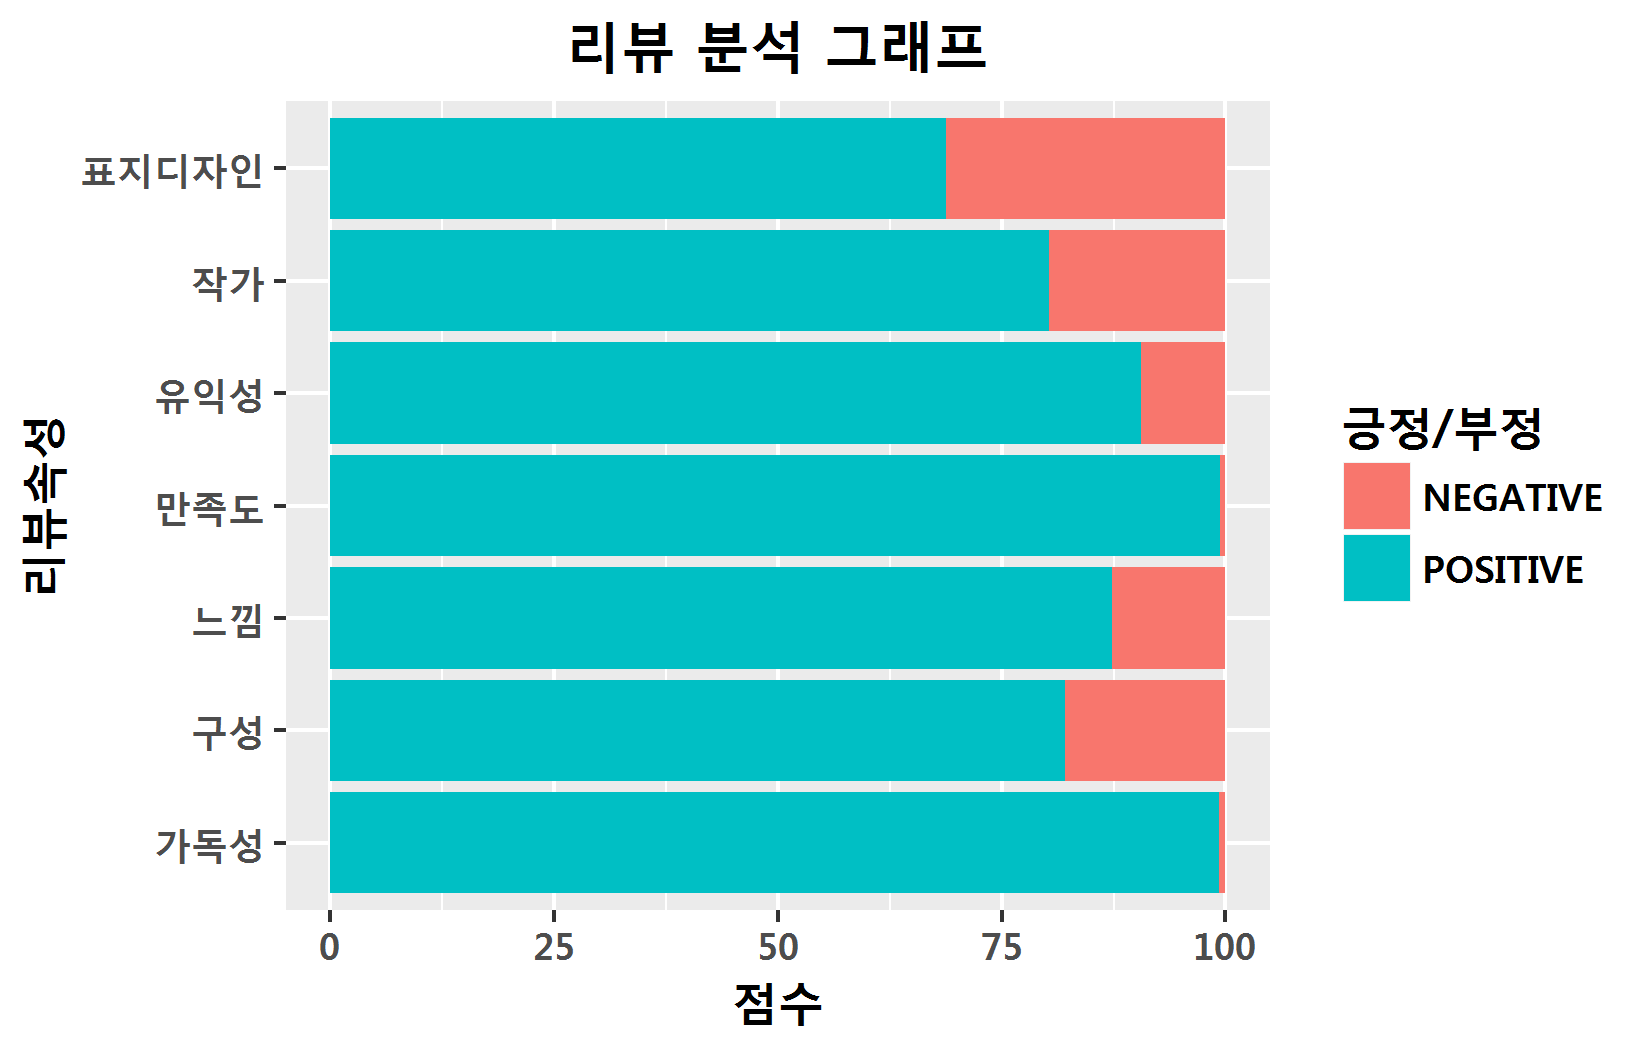 리뷰 분석 그래프
리뷰속성
표지디자인
작가
유익성
만족도
느낌
구성
가독성
0 25 50 75 100
점수
긍정/부정
NEGATIVE
POSITIVE